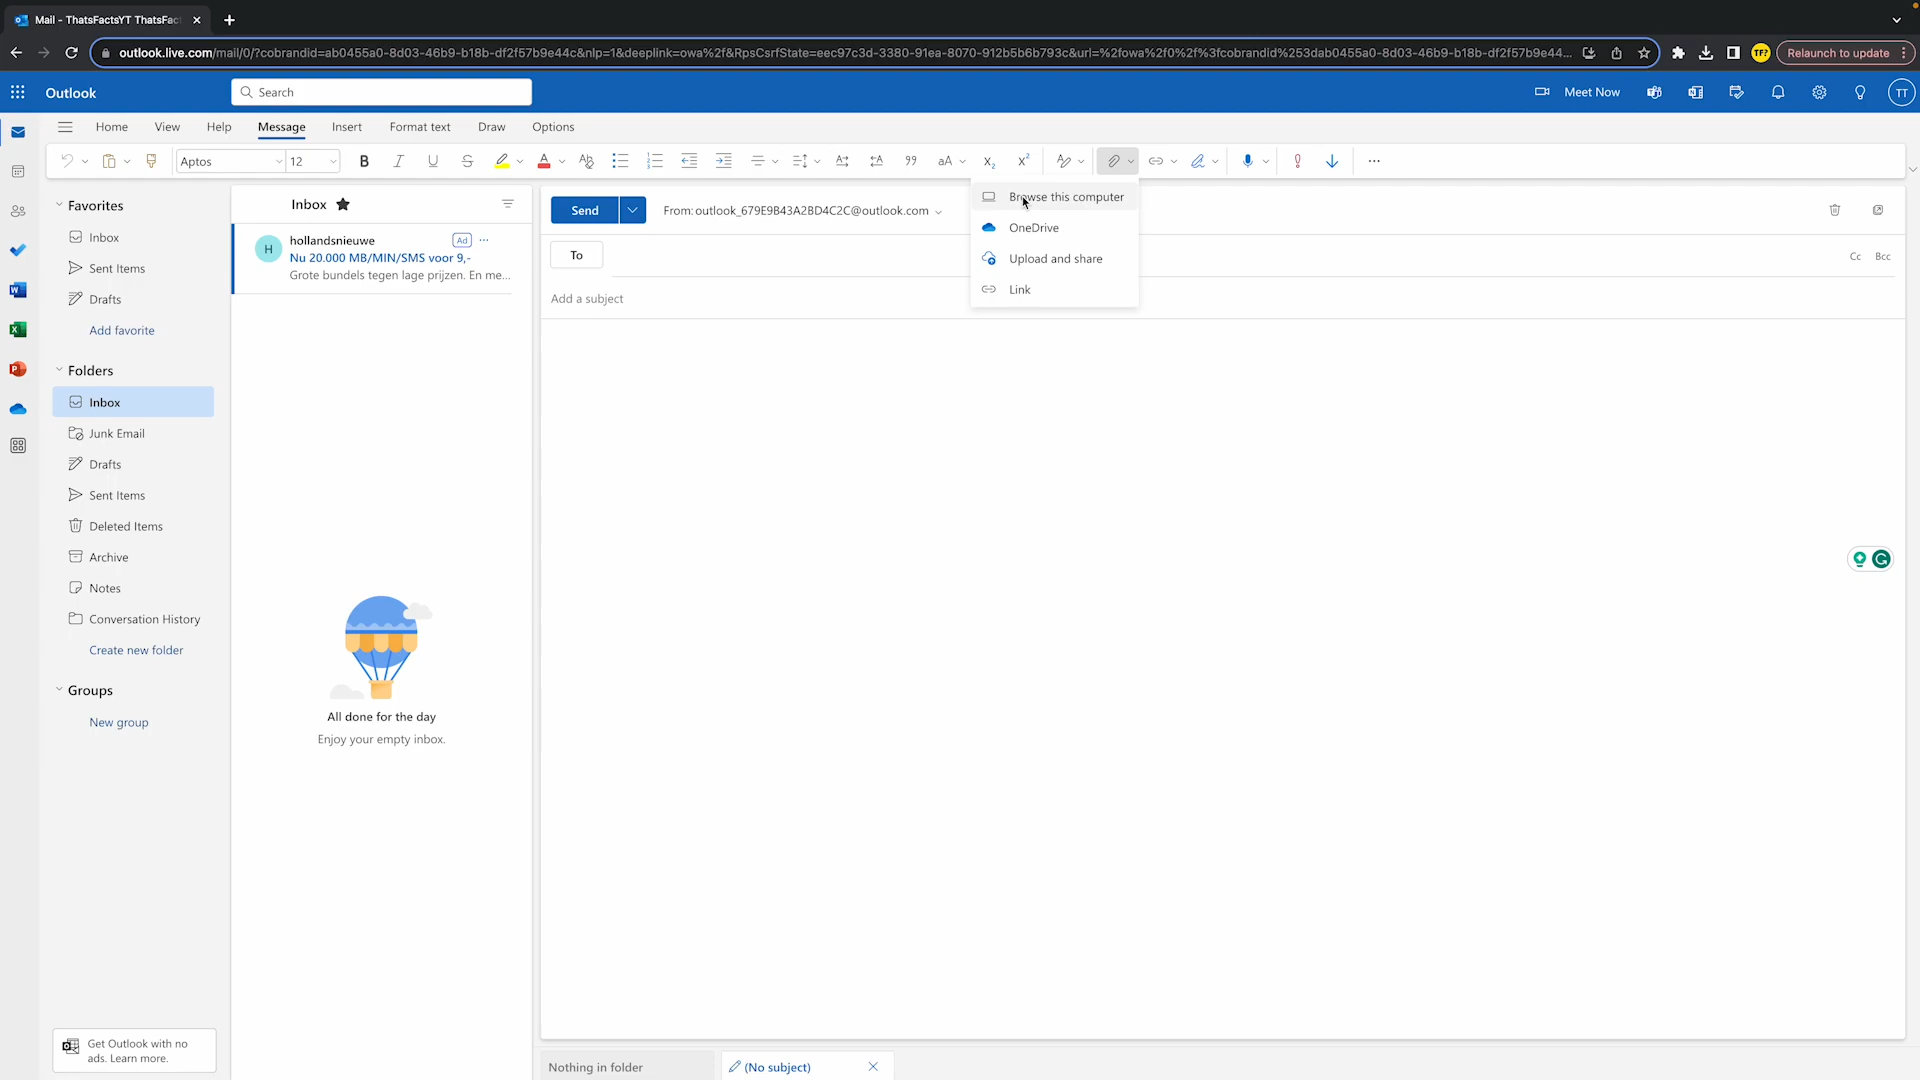 Mail - ThatsFactsYT ThatsFac
outlook.live.com/mail/0/?cobrandid=ab0455a0-8d03-46b9-b18b-df2f57b9e44c&nlp=1&deeplink=owa%2f&RpsCsrfState=eec97c3d-3380-91ea-8070-912b5b6b793c&url=%2fowa%2f0%2f%3fcobrandid%253dab0455a0-8d03-46b9-b18b-df2f57b9e44...
TF?
Relaunch to update
Outlook
Search
Meet Now
TT
Home
View
Help
Message
Insert
Format text
Draw
Options
Aptos
12
Favorites
Inbox
Sent Items
Drafts
Add favorite
Folders
Inbox
Junk Email
Drafts
Sent Items
Deleted Items
Archive
Notes
Conversation History
Create new folder
Groups
New group
Get Outlook with no
ads. Learn more.
Inbox
H
hollandsnieuwe
Ad
Nu 20.000 MB/MIN/SMS voor 9,-
Grote bundels tegen lage prijzen. En me...
All done for the day
Enjoy your empty inbox.
Send
From: outlook_679E9B43A2BD4C2C@outlook.com
To
Cc
Bcc
Add a subject
Browse this computer
OneDrive
Upload and share
Link
Nothing in folder
(No subject)